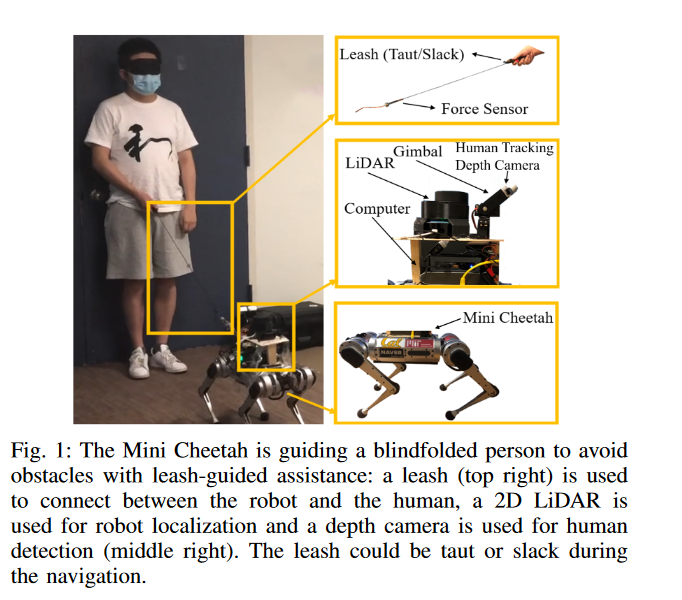 Leash (Taut/Slack)
Force Sensor
Gimbal
Human Tracking
Depth Camera
LiDAR
Computer
Mini Cheetah
NAVER
Cal
MIT
Fig. 1: The Mini Cheetah is guiding a blindfolded person to avoid
obstacles with leash-guided assistance: a leash (top right) is used
to connect between the robot and the human, a 2D LiDAR is
used for robot localization and a depth camera is used for human
detection (middle right). The leash could be taut or slack during
the navigation.